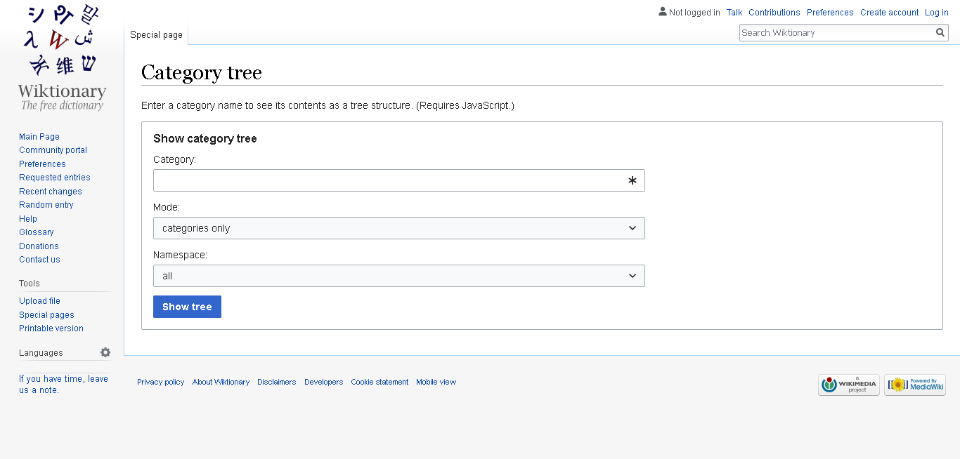 Not logged in Talk Contributions Preferences Create account Log in
Special page
Search Wiktionary
Wiktionary
The free dictionary
Main Page
Community portal
Preferences
Requested entries
Recent changes
Random entry
Help
Glossary
Donations
Contact us
Tools
Upload file
Special pages
Printable version
Languages
If you have time, leave
us a note.
Category tree
Enter a category name to see its contents as a tree structure. (Requires JavaScript.)
Show category tree
Category:
Mode:
categories only
Namespace:
all
Show tree
Privacy policy About Wiktionary Disclaimers Developers Cookie statement Mobile view
A
WIKIMEDIA
project
Powered By
MediaWiki